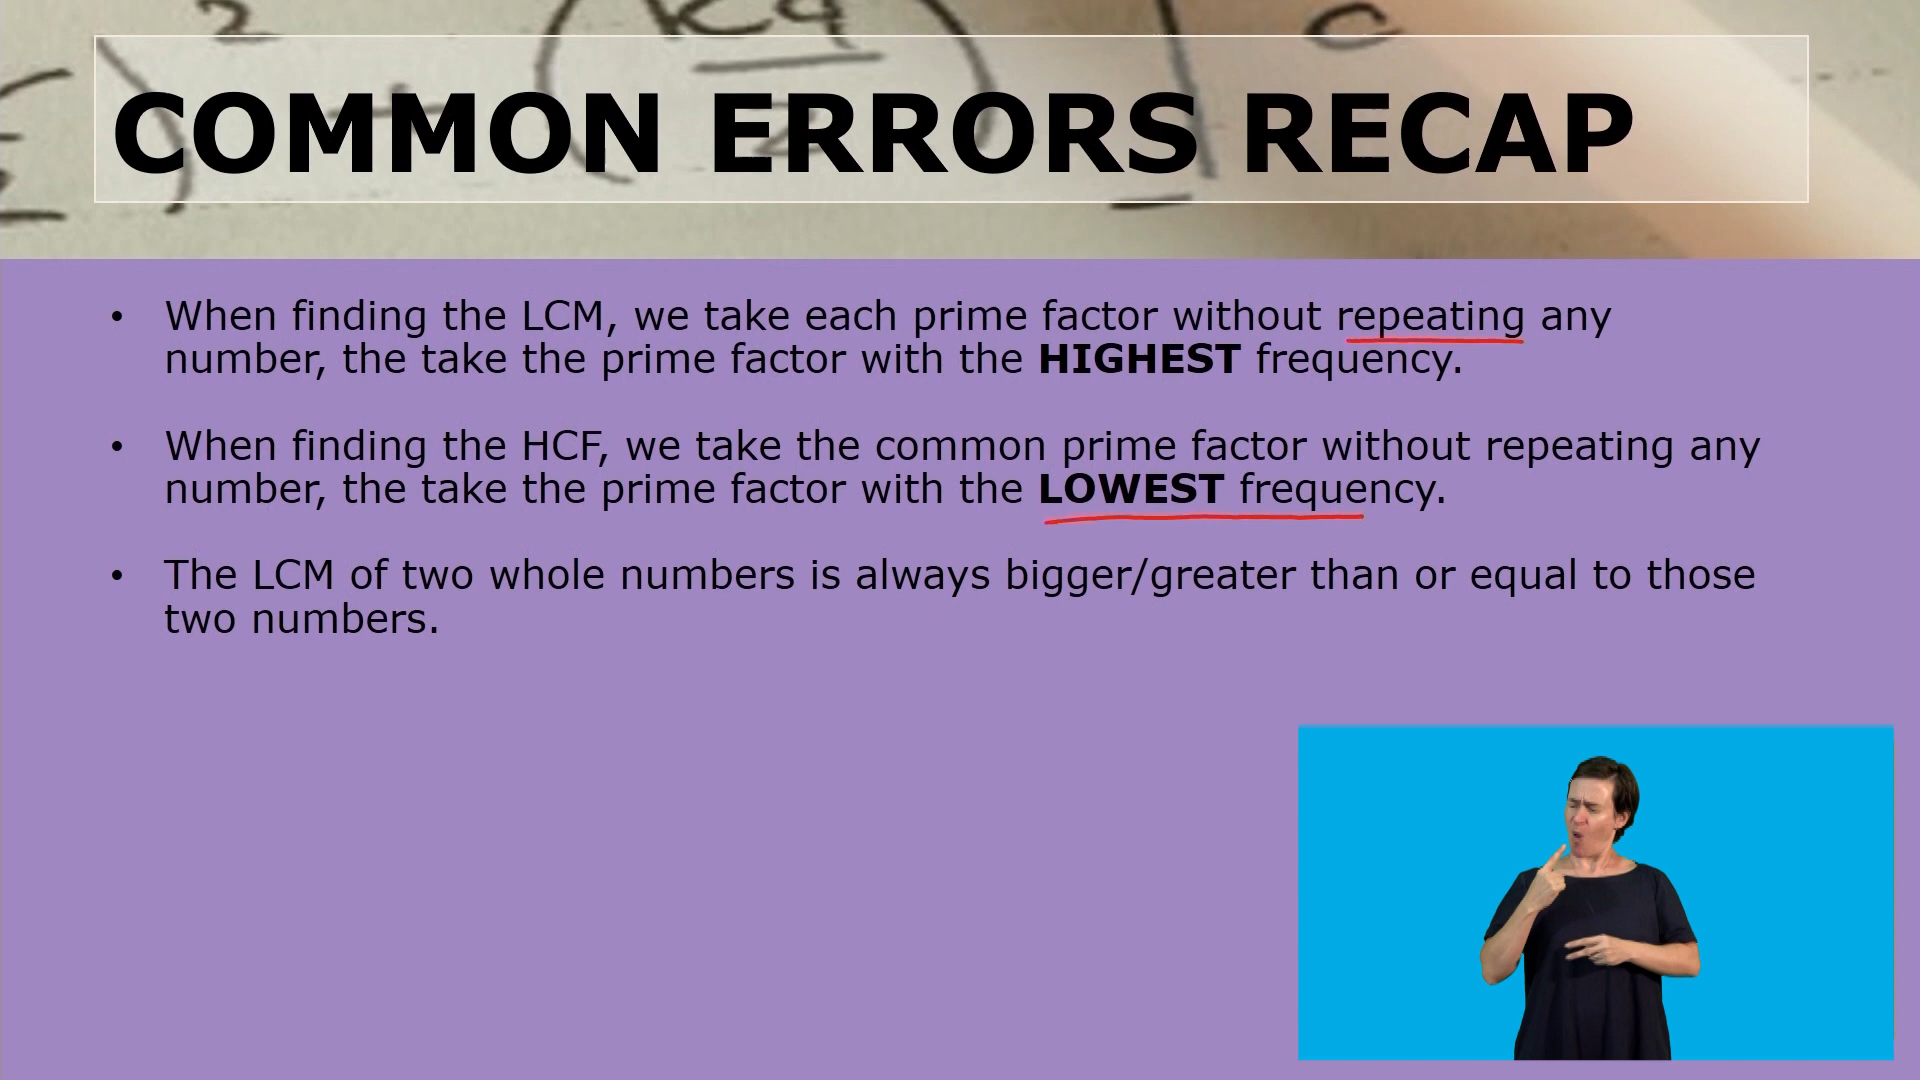 COMMON ERRORS RECAP
• When finding the LCM, we take each prime factor without repeating any
number, the take the prime factor with the HIGHEST frequency.
• When finding the HCF, we take the common prime factor without repeating any
number, the take the prime factor with the LOWEST frequency.
• The LCM of two whole numbers is always bigger/greater than or equal to those
two numbers.